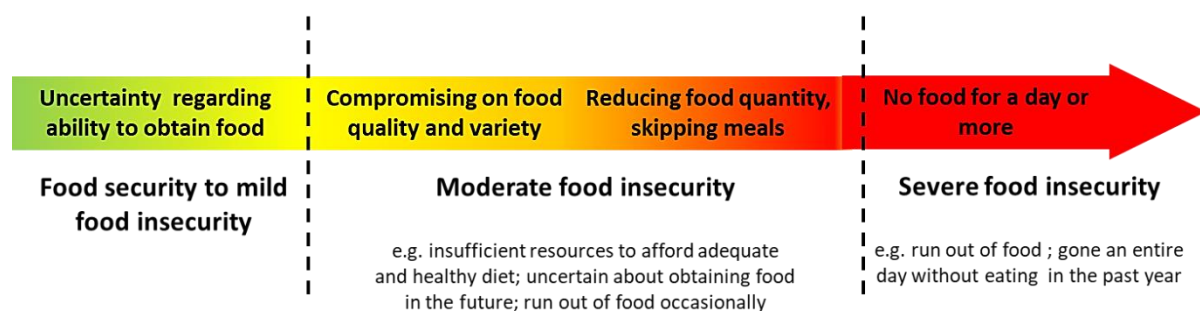 Uncertainty regarding
ability to obtain food
Compromising on food
quality and variety
Reducing food quantity,
skipping meals
No food for a day or
more
Food security to mild
food insecurity
Moderate food insecurity
Severe food insecurity
e.g. insufficient resources to afford adequate
and healthy diet; uncertain about obtaining food
in the future; run out of food occasionally
e.g. run out of food ; gone an entire
day without eating in the past year